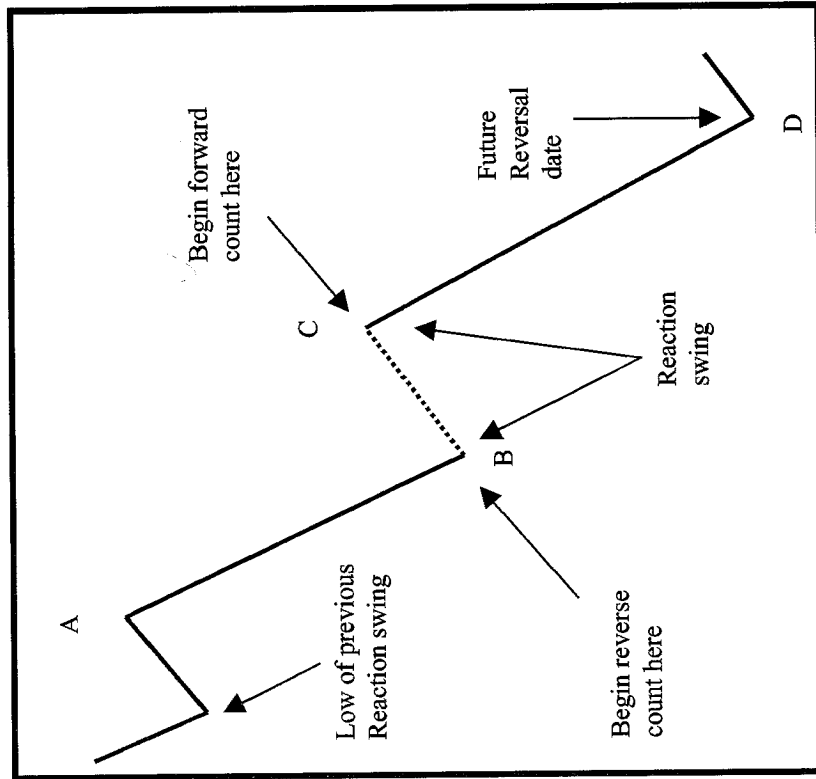 A
Begin forward
count here
C
Low of previous
Reaction swing
Future
Reversal
date
B
Begin reverse
count here
Reaction
swing
D